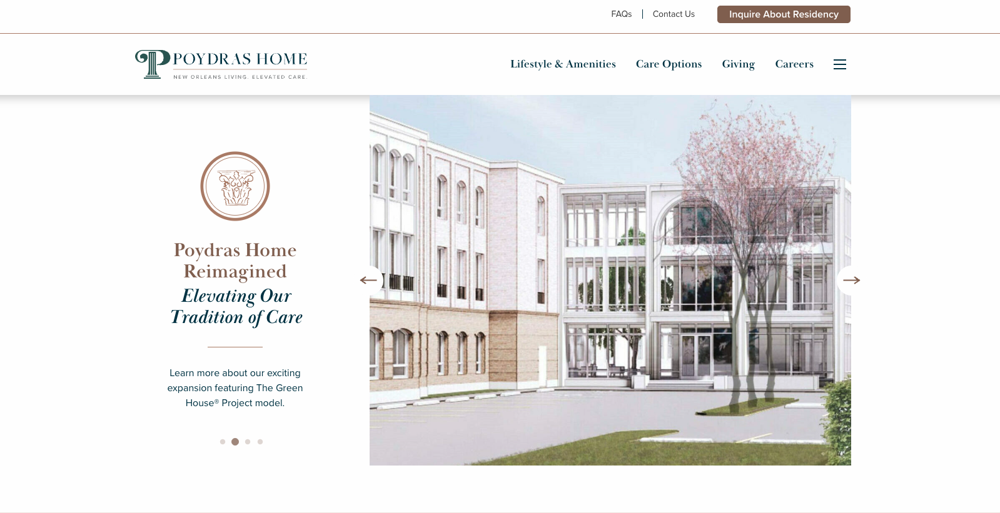 FAQs
Contact Us
Inquire About Residency
POYDRAS HOME
NEW ORLEANS LIVING. ELEVATED CARE.
Lifestyle & Amenities
Care Options
Giving
Careers
Poydras Home
Reimagined
Elevating Our
Tradition of Care
Learn more about our exciting
expansion featuring The Green
House® Project model.